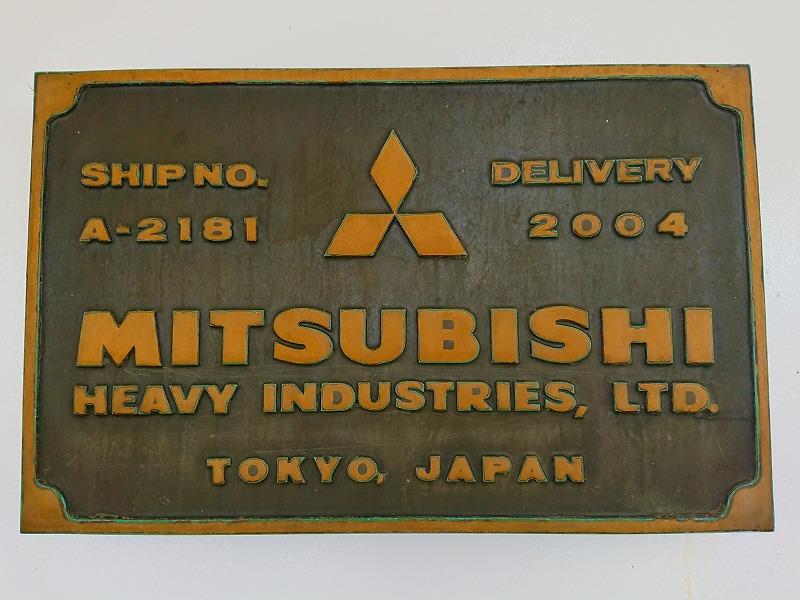 SHIP NO.
A-2181
DELIVERY
2004
MITSUBISHI
HEAVY INDUSTRIES, LTD.
TOKYO, JAPAN